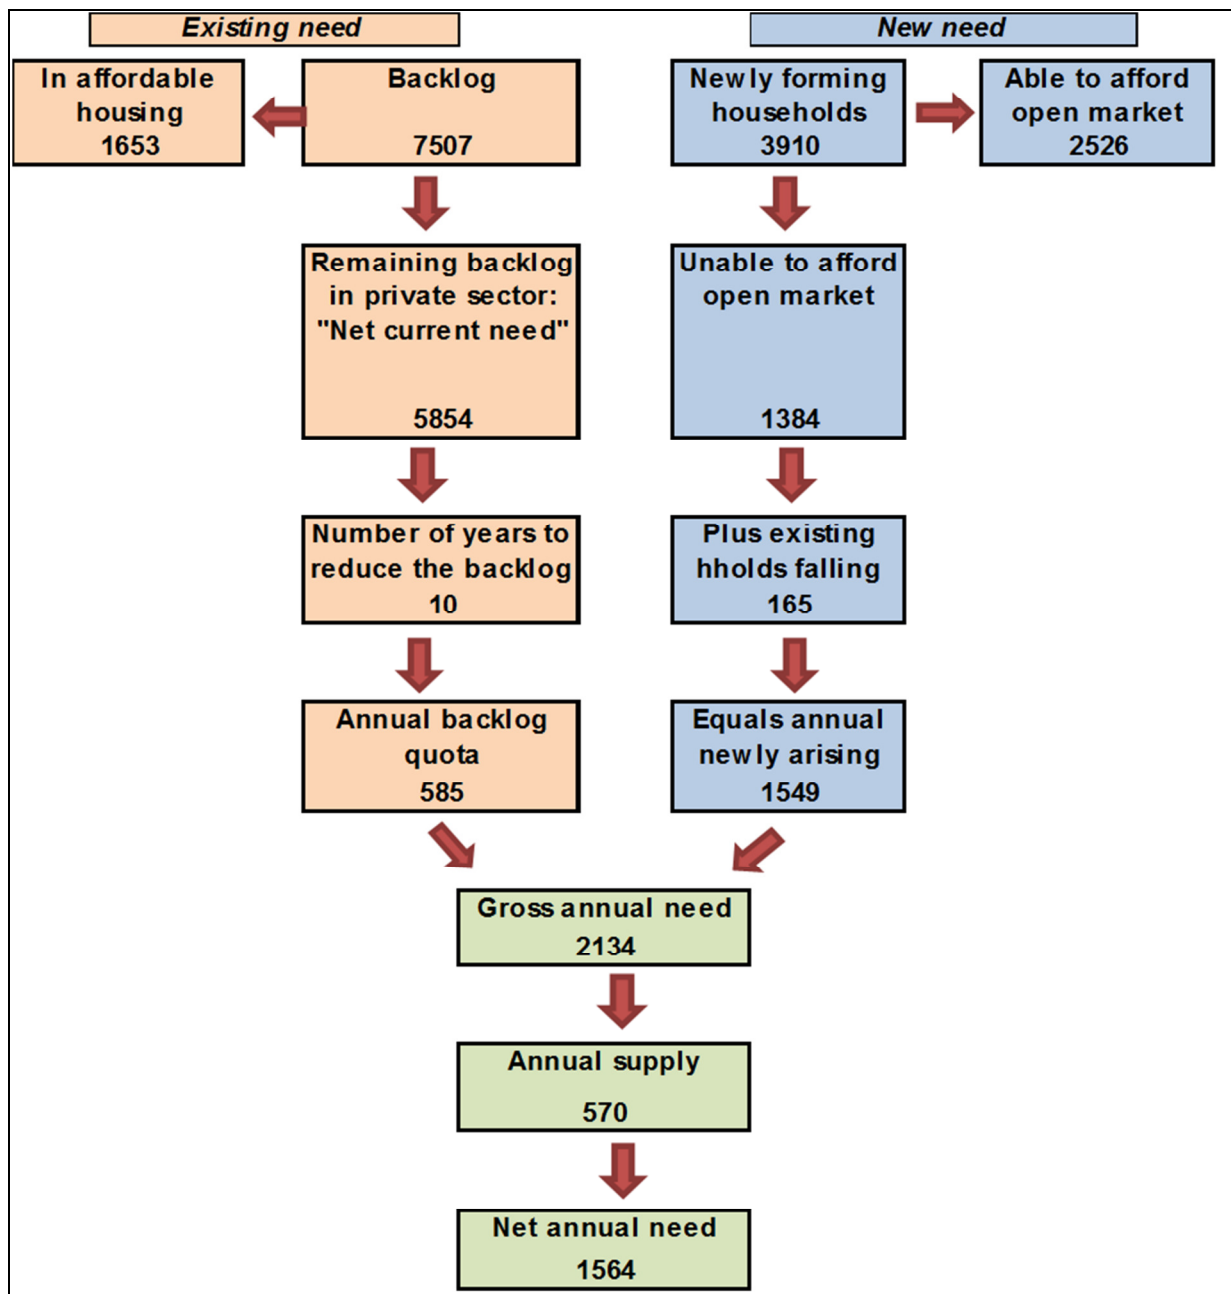 Existing need
New need
In affordable
housing
1653
Backlog
7507
Newly forming
households
3910
Able to afford
open market
2526
Remaining backlog
in private sector:
"Net current need"
5854
Unable to afford
open market
1384
Number of years to
reduce the backlog
10
Plus existing
hholds falling
165
Annual backlog
quota
585
Equals annual
newly arising
1549
Gross annual need
2134
Annual supply
570
Net annual need
1564